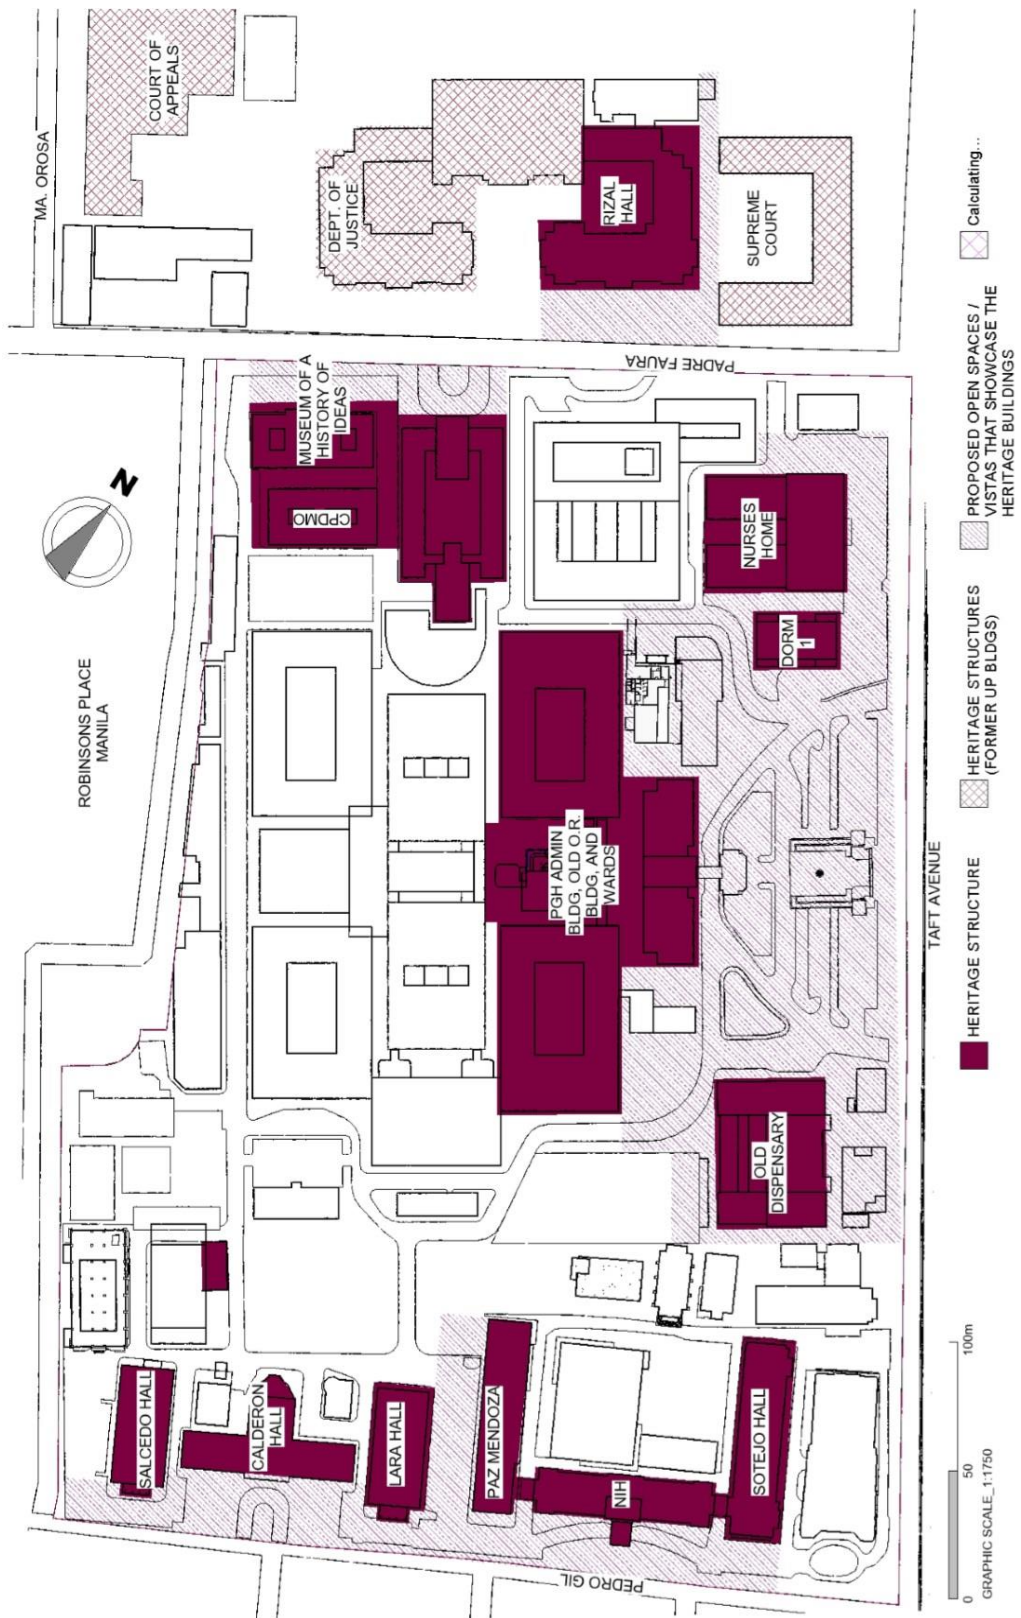 MA. OROSA
COURT OF
APPEALS
DEPT. OF
JUSTICE
RIZAL
HALL
SUPREME
COURT
PADRE FAURA
ROBINSONS PLACE
MANILA
N
MUSEUM OF A
HISTORY OF
IDEAS
CPDMO
NURSES
HOME
DORM
1
PGH ADMIN
BLDG, OLD O.R.
BLDG, AND
WARDS
TAFT AVENUE
OLD
DISPENSARY
SALCEDO HALL
CALDERON
HALL
LARA HALL
PAZ MENDOZA
NIH
SOTEJO HALL
PEDRO GIL
0 50 100m
GRAPHIC SCALE_1:1750
HERITAGE STRUCTURE
HERITAGE STRUCTURES
(FORMER UP BLDGS)
PROPOSED OPEN SPACES /
VISTAS THAT SHOWCASE THE
HERITAGE BUILDINGS
Calculating...